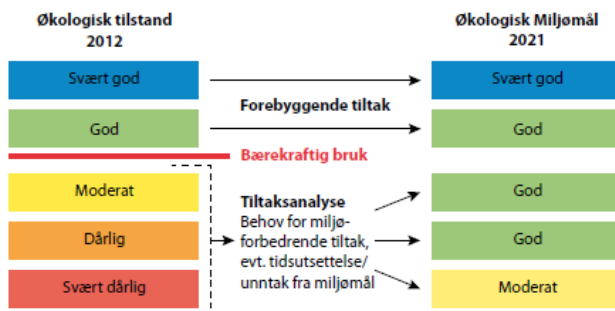 Økologisk tilstand
2012
Økologisk Miljømål
2021
Svært god
Svært god
Forebyggende tiltak
God
God
Bærekraftig bruk
Moderat
Dårlig
Svært dårlig
Tiltaksanalyse
Behov for miljø-
forbedrende tiltak,
evt. tidsutsettelse/
unntak fra miljømål
God
God
Moderat